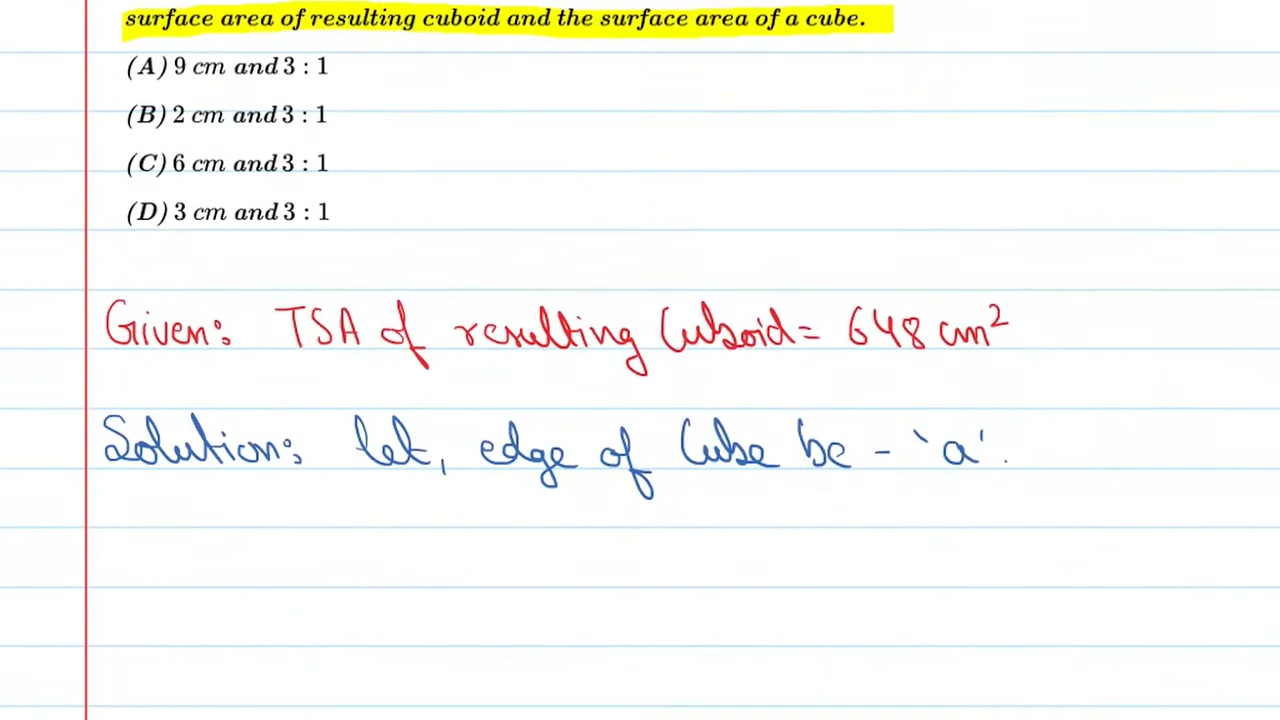 surface area of resulting cuboid and the surface area of a cube.
(A) 9 cm and 3 : 1
(B) 2 cm and 3 : 1
(C) 6 cm and 3 : 1
(D) 3 cm and 3 : 1
Given: TSA of resulting Cuboid = 648 cm²
Solution: let, edge of Cube be - 'a'.